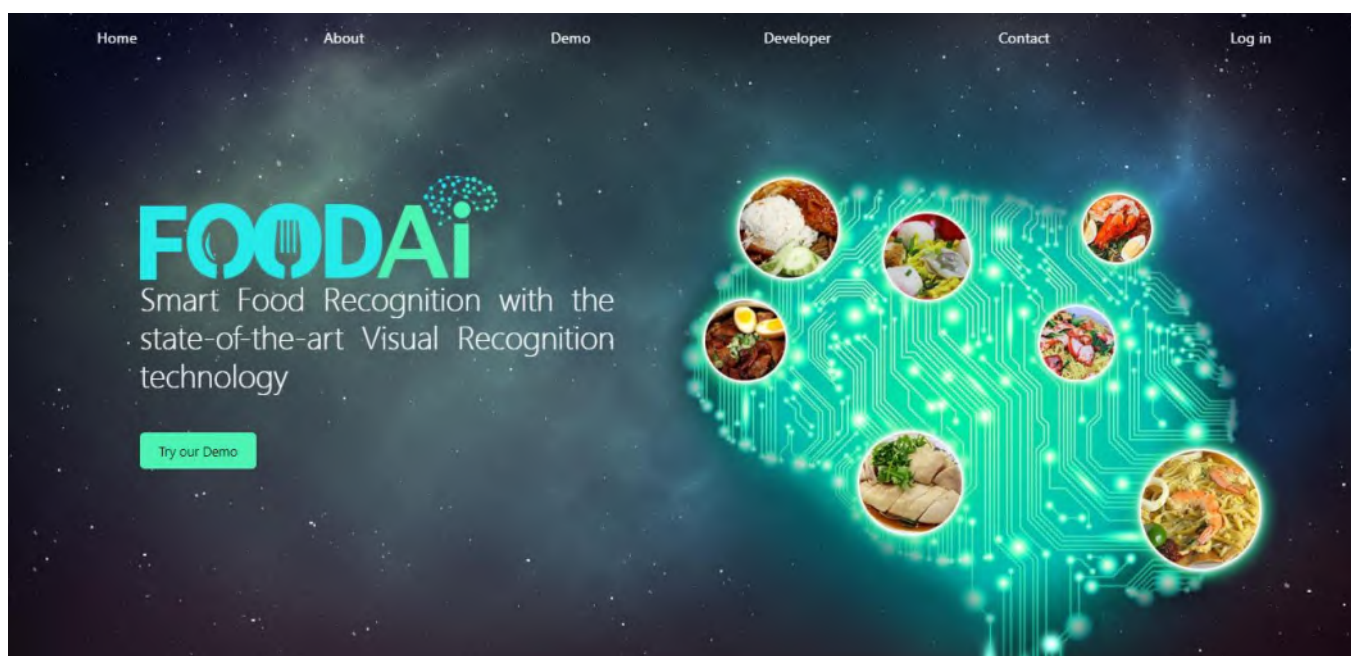 Home About Demo Developer Contact Log in
FOODAi
Smart Food Recognition with the
state-of-the-art Visual Recognition
technology
Try our Demo